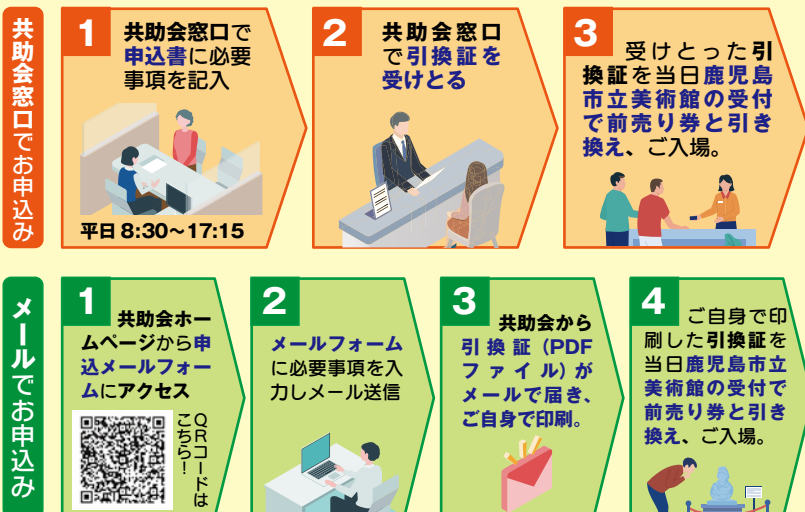 共助会窓口でお申込み
1
共助会窓口で
申込書に必要
事項を記入
平日 8:30～17:15
2
共助会窓口
で引換証を
受けとる
3
受けとった引
換証を当日鹿児島
市立美術館の受付
で前売り券と引き
換え、ご入場。
メールでお申込み
1
共助会ホー
ムページから申
込メールフォー
ムにアクセス
QRコードは
こちら！
2
メールフォーム
に必要事項を入
力しメール送信
3
共助会から
引換証（PDF
ファイル）が
メールで届き、
ご自身で印刷。
4
ご自身で印
刷した引換証を
当日鹿児島市立
美術館の受付で
前売り券と引き
換え、ご入場。